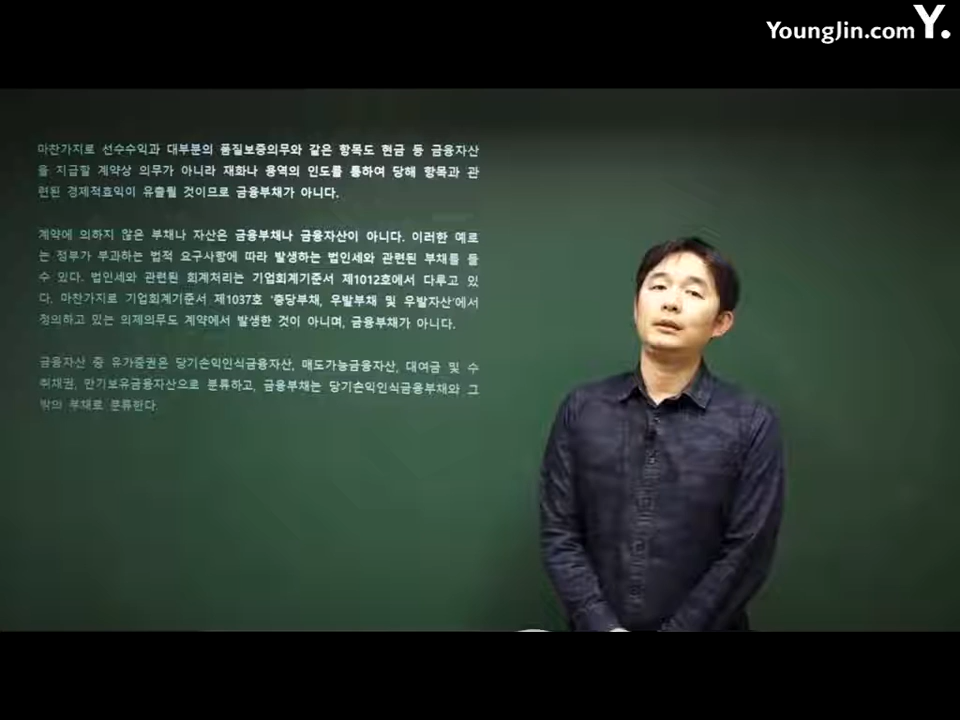 YoungJin.com Y.
마찬가지로 선수수익과 대부분의 품질보증의무와 같은 항목도 현금 등 금융자산
을 지급할 계약상 의무가 아니라 재화나 용역의 인도를 통하여 당해 항목과 관
련된 경제적효익이 유출될 것이므로 금융부채가 아니다.
계약에 의하지 않은 부채나 자산은 금융부채나 금융자산이 아니다. 이러한 예로
는 정부가 부과하는 법적 요구사항에 따라 발생하는 법인세와 관련된 부채를 들
수 있다. 법인세와 관련된 회계처리는 기업회계기준서 제1012호에서 다루고 있
다. 마찬가지로 기업회계기준서 제1037호 '충당부채, 우발부채 및 우발자산'에서
정의하고 있는 의제의무도 계약에서 발생한 것이 아니며, 금융부채가 아니다.
금융자산 중 유가증권은 당기손익인식금융자산, 매도가능금융자산, 대여금 및 수
취채권, 만기보유금융자산으로 분류하고, 금융부채는 당기손익인식금융부채와 그
밖의 부채로 분류한다.